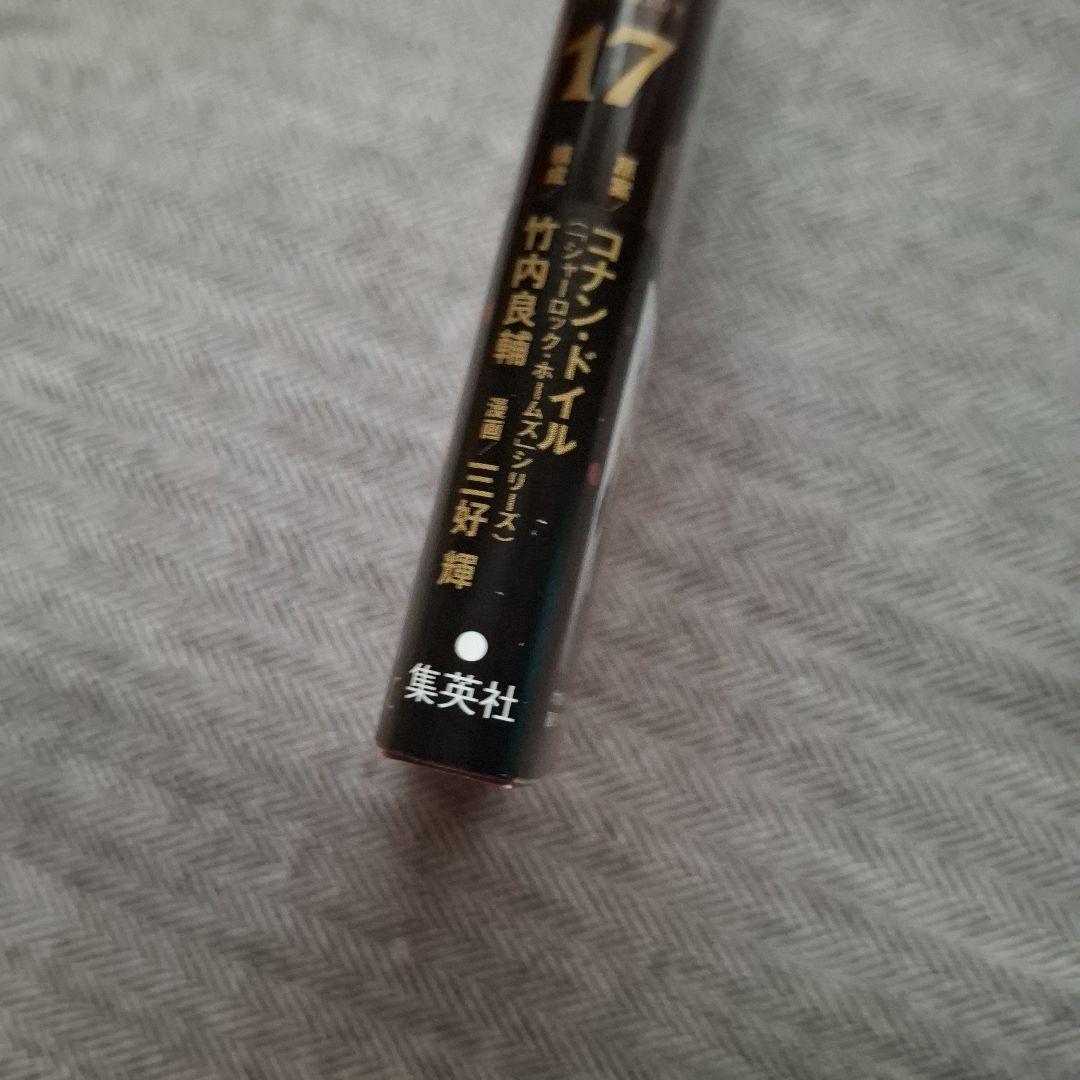 17
原案/コナン・ドイル
(「シャーロック・ホームズ」シリーズ)
構成/竹内良輔
漫画/三好 輝
集英社